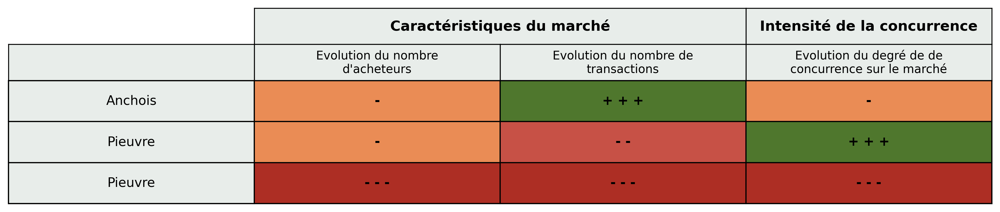 Caractéristiques du marché
Intensité de la concurrence
Evolution du nombre
d'acheteurs
Evolution du nombre de
transactions
Evolution du degré de de
concurrence sur le marché
Anchois
-
+ + +
-
Pieuvre
-
- -
+ + +
Pieuvre
- - -
- - -
- - -